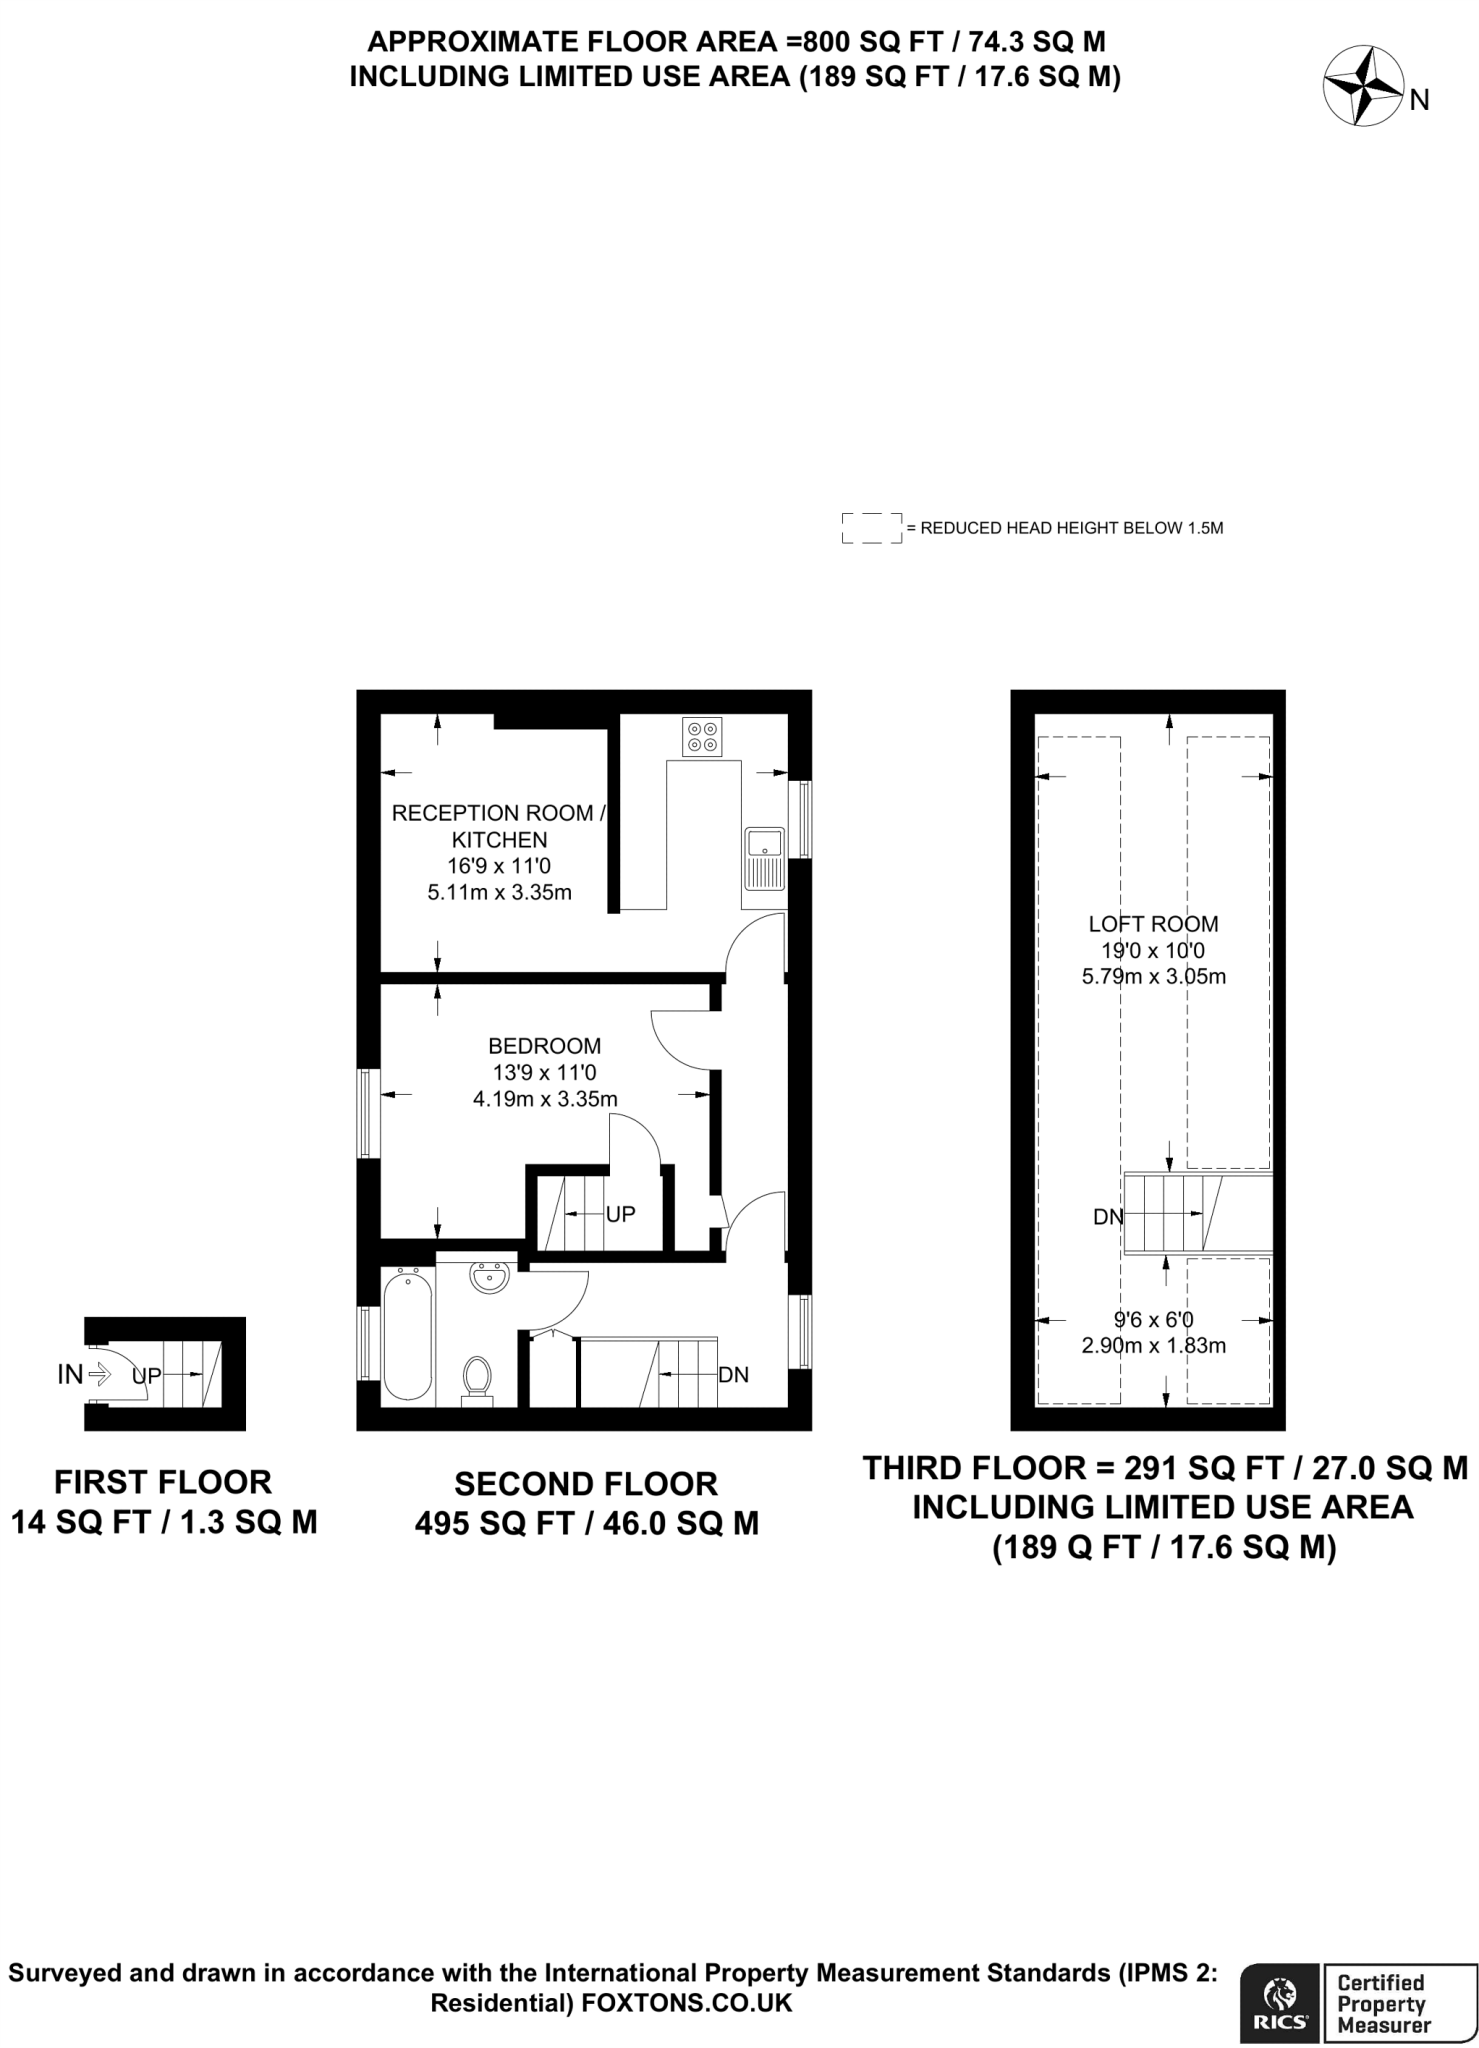 APPROXIMATE FLOOR AREA =800 SQ FT / 74.3 SQ M
INCLUDING LIMITED USE AREA (189 SQ FT / 17.6 SQ M)
N
= REDUCED HEAD HEIGHT BELOW 1.5M
RECEPTION ROOM /
KITCHEN
16'9 x 11'0
5.11m x 3.35m
BEDROOM
13'9 x 11'0
4.19m x 3.35m
UP
DN
LOFT ROOM
19'0 x 10'0
5.79m x 3.05m
DN
9'6 x 6'0
2.90m x 1.83m
IN
UP
FIRST FLOOR
14 SQ FT / 1.3 SQ M
SECOND FLOOR
495 SQ FT / 46.0 SQ M
THIRD FLOOR = 291 SQ FT / 27.0 SQ M
INCLUDING LIMITED USE AREA
(189 Q FT / 17.6 SQ M)
Surveyed and drawn in accordance with the International Property Measurement Standards (IPMS 2:
Residential) FOXTONS.CO.UK
RICS
Certified
Property
Measurer